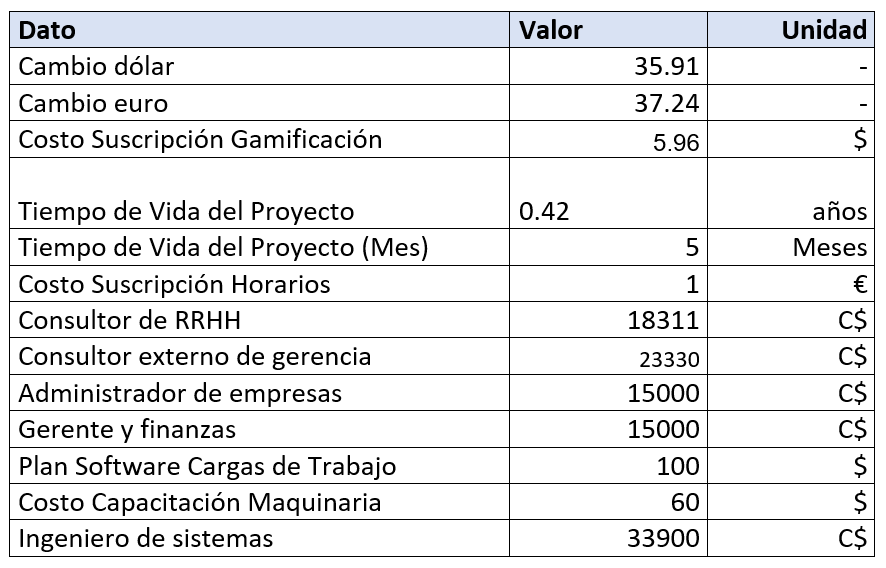 Dato Valor Unidad
Cambio dólar 35.91 -
Cambio euro 37.24 -
Costo Suscripción Gamificación 5.96 $
Tiempo de Vida del Proyecto 0.42 años
Tiempo de Vida del Proyecto (Mes) 5 Meses
Costo Suscripción Horarios 1 €
Consultor de RRHH 18311 C$
Consultor externo de gerencia 23330 C$
Administrador de empresas 15000 C$
Gerente y finanzas 15000 C$
Plan Software Cargas de Trabajo 100 $
Costo Capacitación Maquinaria 60 $
Ingeniero de sistemas 33900 C$